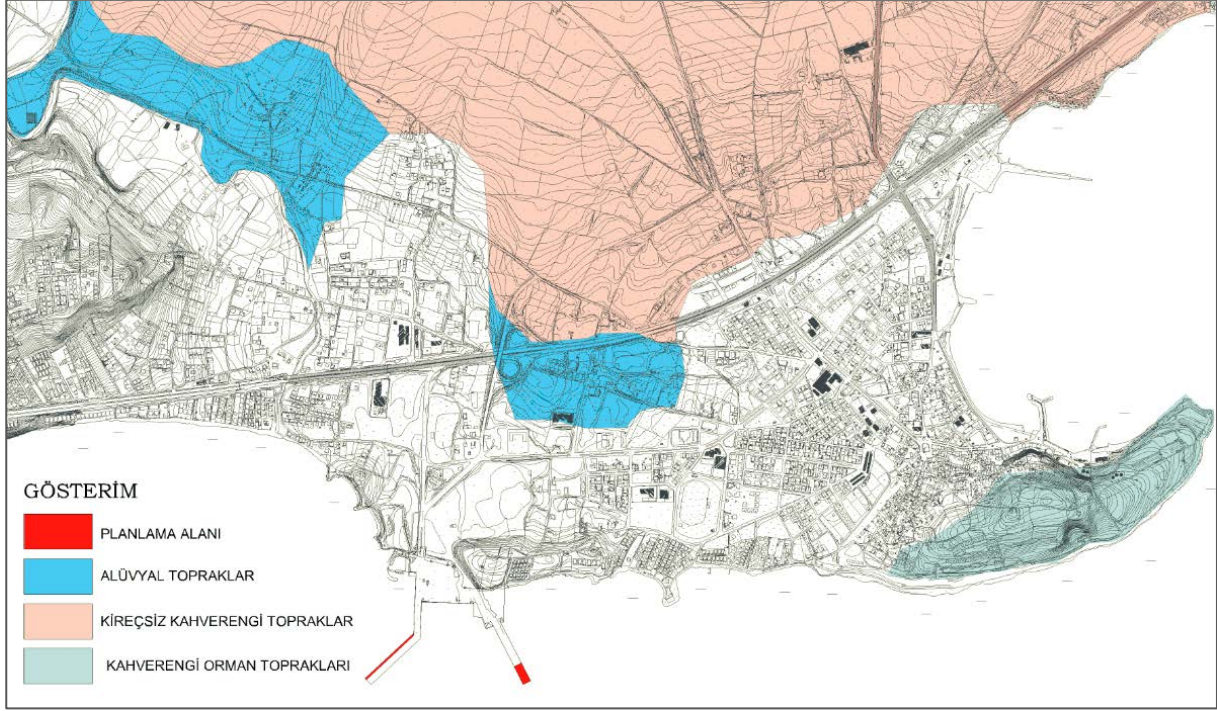 GÖSTERİM
PLANLAMA ALANI
ALÜVYAL TOPRAKLAR
KİREÇSİZ KAHVERENGİ TOPRAKLAR
KAHVERENGİ ORMAN TOPRAKLARI